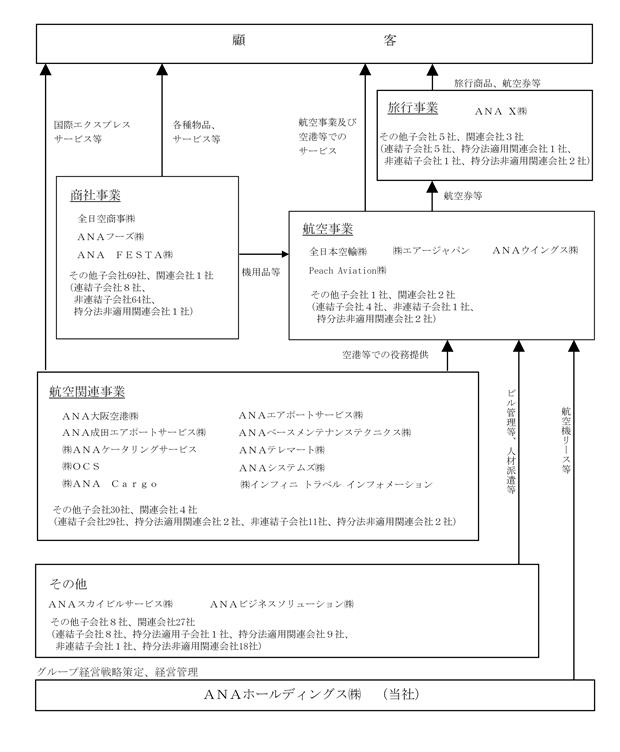 顧　　　　　客
旅行商品、航空券等
旅行事業　　ＡＮＡ Ｘ㈱
その他子会社５社、関連会社３社
(連結子会社５社、持分法適用関連会社１社、
非連結子会社１社、持分法非適用関連会社２社)
国際エクスプレス
サービス等
各種物品、
サービス等
航空事業及び
空港等での
サービス
航空券等
商社事業
全日空商事㈱
ＡＮＡフーズ㈱
ＡＮＡ　ＦＥＳＴＡ㈱
その他子会社69社、関連会社１社
(連結子会社８社、
非連結子会社64社、
持分法非適用関連会社１社)
機用品等
航空事業
全日本空輸㈱　　㈱エアージャパン　　ＡＮＡウイングス㈱
Peach Aviation㈱
その他子会社１社、関連会社２社
(連結子会社４社、非連結子会社１社、
持分法非適用関連会社２社)
空港等での役務提供
航空関連事業
ＡＮＡ大阪空港㈱　　ＡＮＡエアポートサービス㈱
ＡＮＡ成田エアポートサービス㈱　　ＡＮＡベースメンテナンステクニクス㈱
㈱ＡＮＡケータリングサービス　　ＡＮＡテレマート㈱
㈱ＯＣＳ　　ＡＮＡシステムズ㈱
㈱ＡＮＡ　Ｃａｒｇｏ　　㈱インフィニ トラベル インフォメーション
その他子会社30社、関連会社４社
(連結子会社29社、持分法適用関連会社２社、非連結子会社11社、持分法非適用関連会社２社)
ビル管理等、人材派遣等
航空機リース等
その他
ＡＮＡスカイビルサービス㈱　　ＡＮＡビジネスソリューション㈱
その他子会社８社、関連会社27社
(連結子会社８社、持分法適用子会社１社、持分法適用関連会社９社、
非連結子会社１社、持分法非適用関連会社18社)
グループ経営戦略策定、経営管理
ＡＮＡホールディングス㈱　（当社）